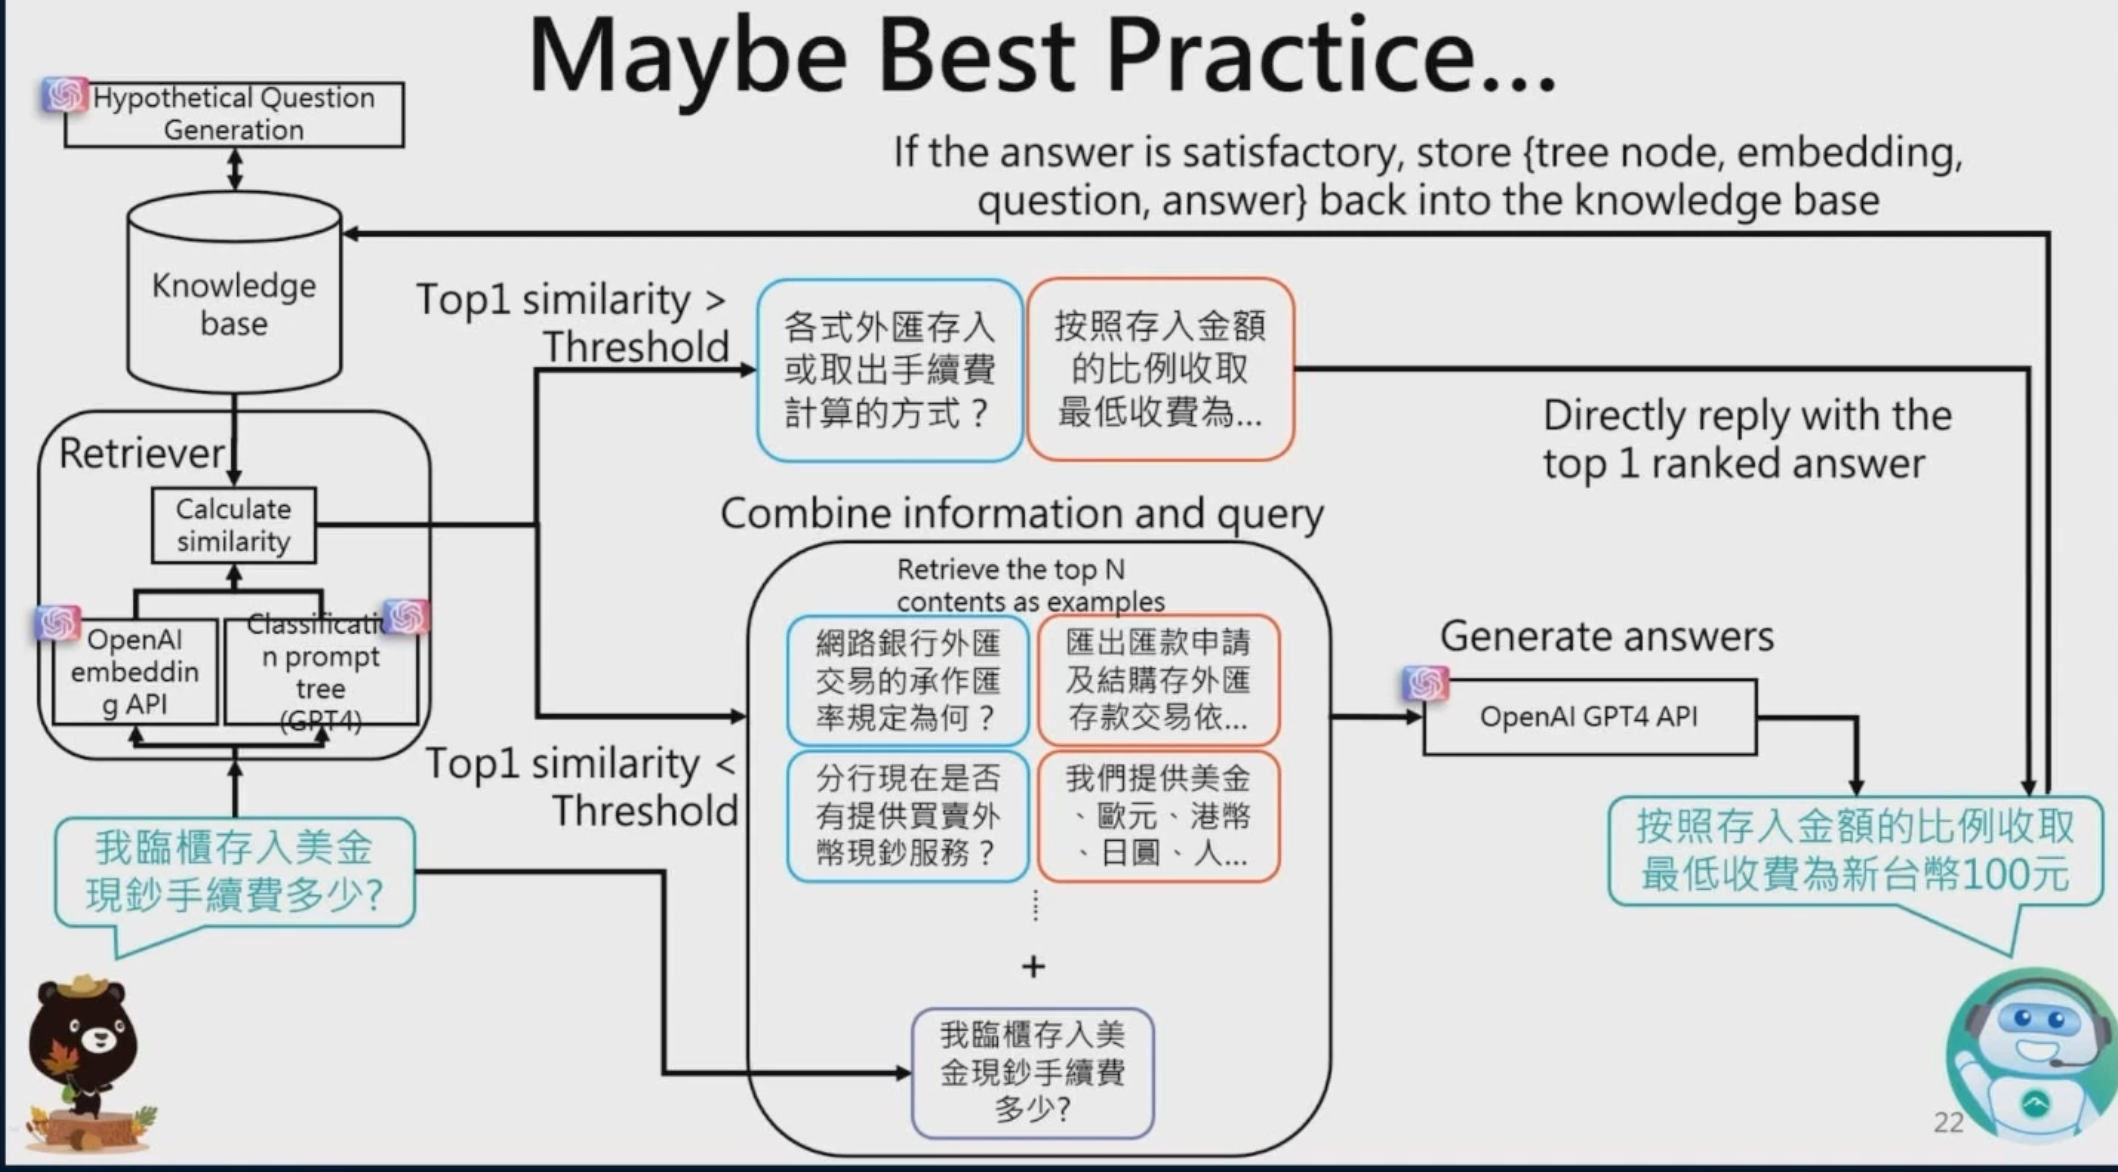 Maybe Best Practice...
Hypothetical Question
Generation
If the answer is satisfactory, store {tree node, embedding,
question, answer} back into the knowledge base
Knowledge
base
Top1 similarity >
Threshold
各式外匯存入
或取出手續費
計算的方式？
按照存入金額
的比例收取
最低收費為...
Directly reply with the
top 1 ranked answer
Retriever
Calculate
similarity
OpenAI
embeddin
g API
Classificatio
n prompt
tree
(GPT4)
Combine information and query
Retrieve the top N
contents as examples
網路銀行外匯
交易的承作匯
率規定為何？
匯出匯款申請
及結購存外匯
存款交易依...
分行現在是否
有提供買賣外
幣現鈔服務？
我們提供美金
、歐元、港幣
、日圓、人...
+
我臨櫃存入美
金現鈔手續費
多少?
Top1 similarity <
Threshold
Generate answers
OpenAI GPT4 API
我臨櫃存入美金
現鈔手續費多少?
按照存入金額的比例收取
最低收費為新台幣100元
22